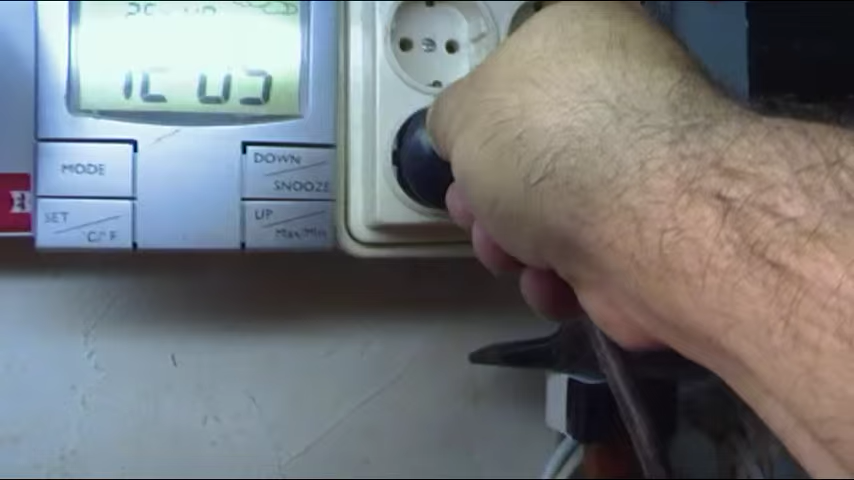 MODE
DOWN
SNOOZE
SET
°C/°F
UP
Max/Min